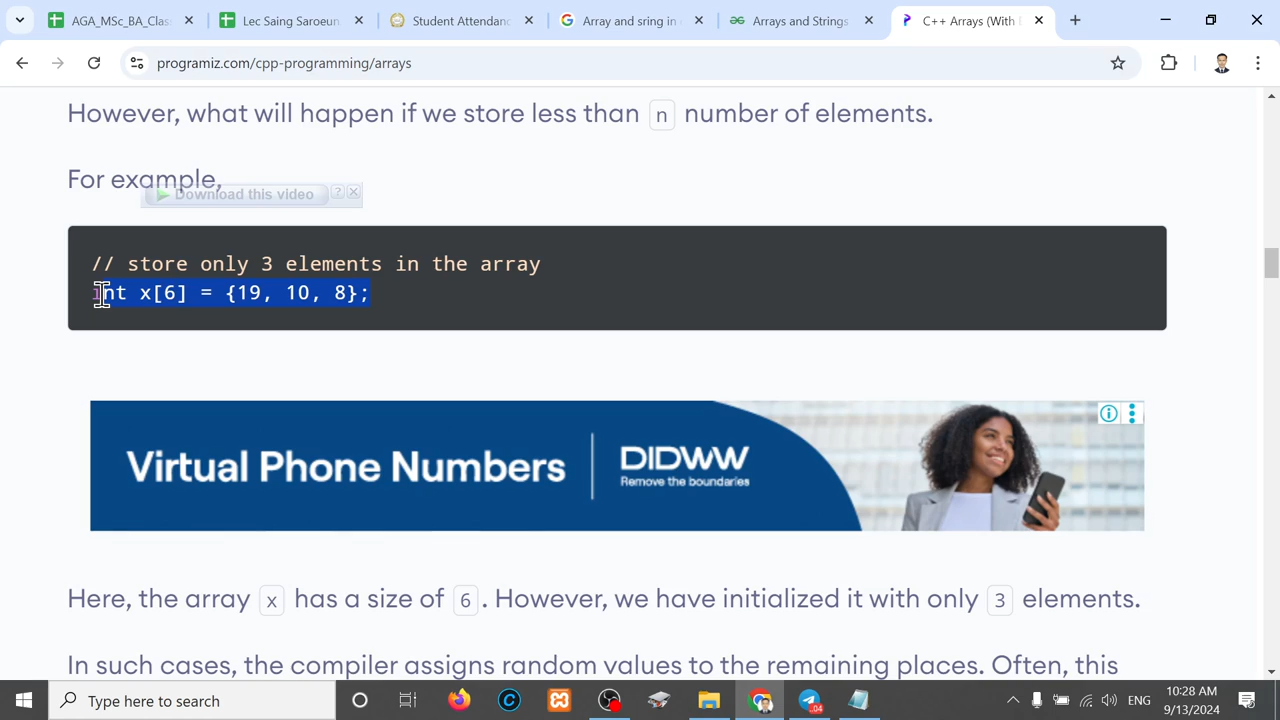 AGA_MSc_BA_Clas
Lec Saing Saroeun
Student Attendanc
Array and sring in
Arrays and Strings
C++ Arrays (With
programiz.com/cpp-programming/arrays
However, what will happen if we store less than n number of elements.
For example,
Download this video ?
// store only 3 elements in the array
int x[6] = {19, 10, 8};
Virtual Phone Numbers
DIDWW
Remove the boundaries
Here, the array x has a size of 6. However, we have initialized it with only 3 elements.
In such cases, the compiler assigns random values to the remaining places. Often, this
Type here to search
.04
ENG
10:28 AM
9/13/2024